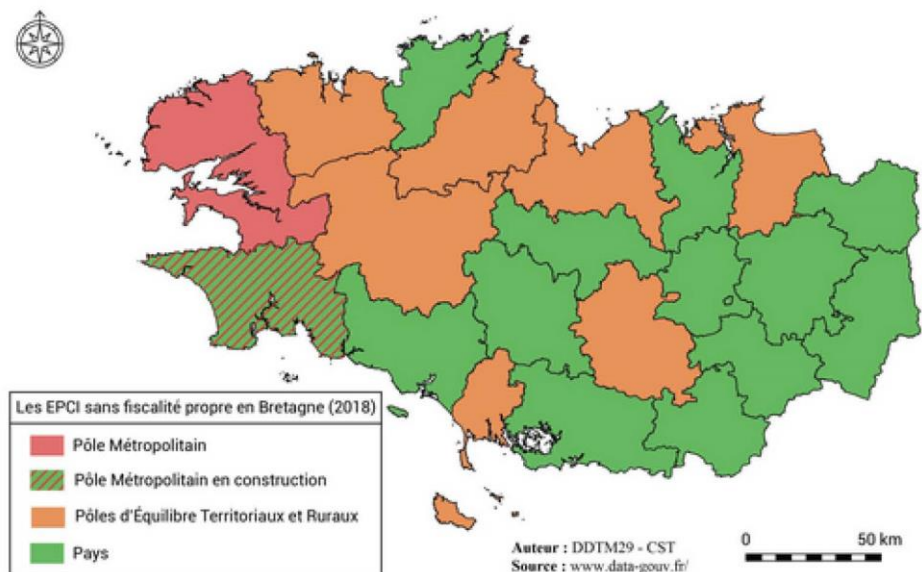 Les EPCI sans fiscalité propre en Bretagne (2018)
Pôle Métropolitain
Pôle Métropolitain en construction
Pôles d'Équilibre Territoriaux et Ruraux
Pays
Auteur : DDTM29 - CST
Source : www.data-gouv.fr/
0 50 km